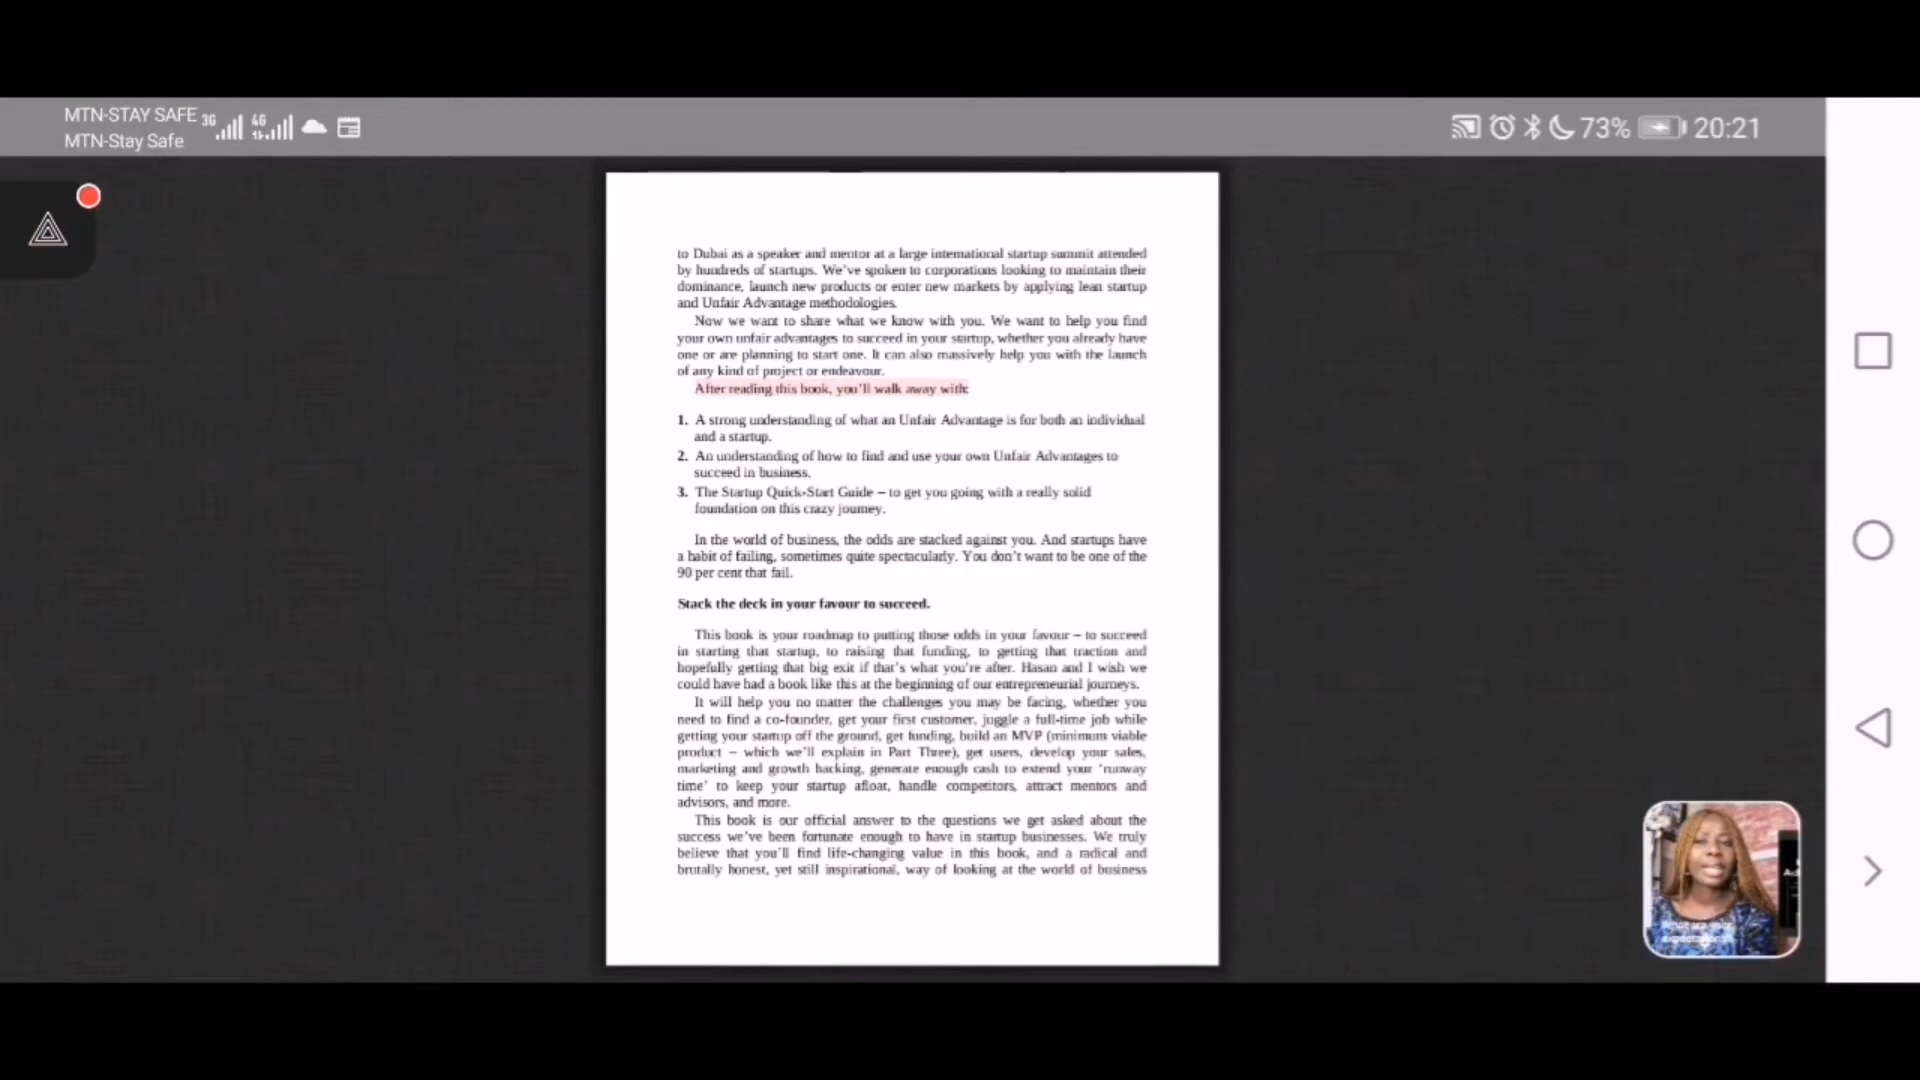 MTN-STAY SAFE 3G 4G
MTN-Stay Safe
73% 20:21
to Dubai as a speaker and mentor at a large international startup summit attended
by hundreds of startups. We've spoken to corporations looking to maintain their
dominance, launch new products or enter new markets by applying lean startup
and Unfair Advantage methodologies.
Now we want to share what we know with you. We want to help you find
your own unfair advantages to succeed in your startup, whether you already have
one or are planning to start one. It can also massively help you with the launch
of any kind of project or endeavour.
After reading this book, you'll walk away with:
1. A strong understanding of what an Unfair Advantage is for both an individual
and a startup.
2. An understanding of how to find and use your own Unfair Advantages to
succeed in business.
3. The Startup Quick-Start Guide – to get you going with a really solid
foundation on this crazy journey.
In the world of business, the odds are stacked against you. And startups have
a habit of failing, sometimes quite spectacularly. You don't want to be one of the
90 per cent that fail.
Stack the deck in your favour to succeed.
This book is your roadmap to putting those odds in your favour – to succeed
in starting that startup, to raising that funding, to getting that traction and
hopefully getting that big exit if that's what you're after. Hasan and I wish we
could have had a book like this at the beginning of our entrepreneurial journeys.
It will help you no matter the challenges you may be facing, whether you
need to find a co-founder, get your first customer, juggle a full-time job while
getting your startup off the ground, get funding, build an MVP (minimum viable
product – which we'll explain in Part Three), get users, develop your sales,
marketing and growth hacking, generate enough cash to extend your 'runway
time' to keep your startup afloat, handle competitors, attract mentors and
advisors, and more.
This book is our official answer to the questions we get asked about the
success we've been fortunate enough to have in startup businesses. We truly
believe that you'll find life-changing value in this book, and a radical and
brutally honest, yet still inspirational, way of looking at the world of business